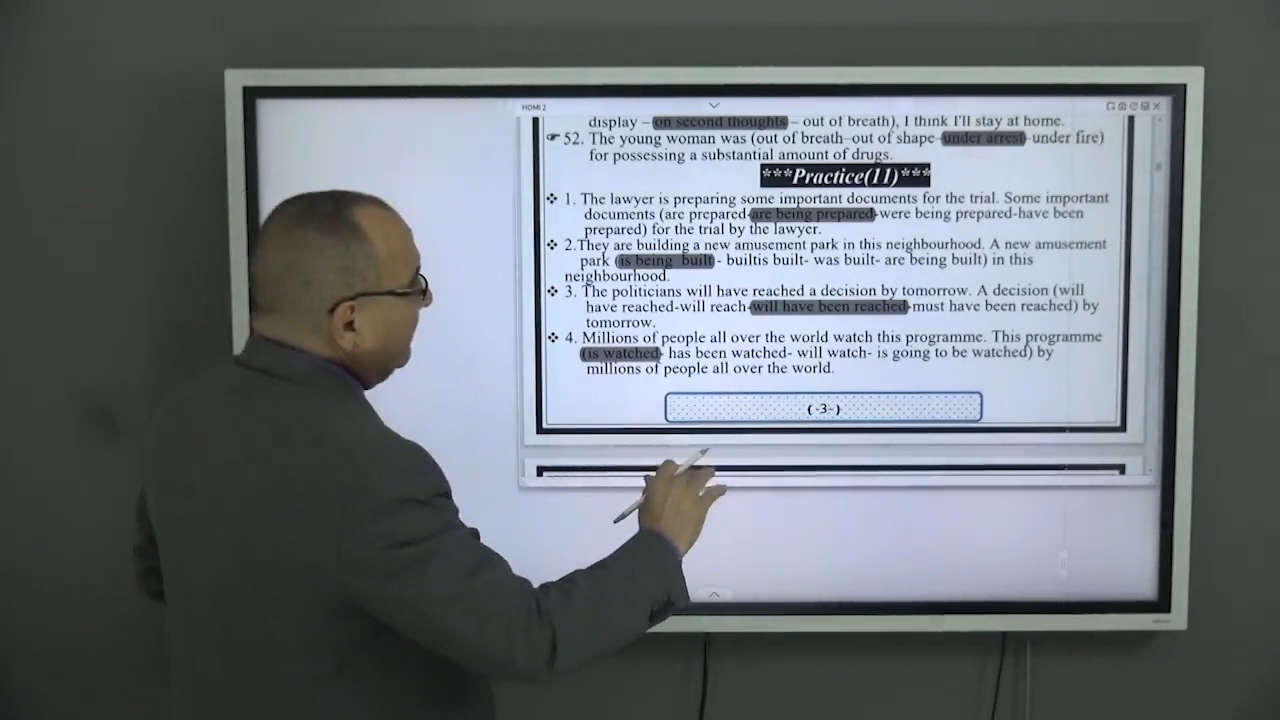 HDMI 2
display – on second thoughts – out of breath), I think I'll stay at home.
52. The young woman was (out of breath–out of shape–under arrest–under fire)
for possessing a substantial amount of drugs.
***Practice(11)***
1. The lawyer is preparing some important documents for the trial. Some important
documents (are prepared-are being prepared-were being prepared-have been
prepared) for the trial by the lawyer.
2.They are building a new amusement park in this neighbourhood. A new amusement
park (is being built - builtis built- was built- are being built) in this
neighbourhood.
3. The politicians will have reached a decision by tomorrow. A decision (will
have reached-will reach-will have been reached-must have been reached) by
tomorrow.
4. Millions of people all over the world watch this programme. This programme
(is watched- has been watched- will watch- is going to be watched) by
millions of people all over the world.
( -3- )